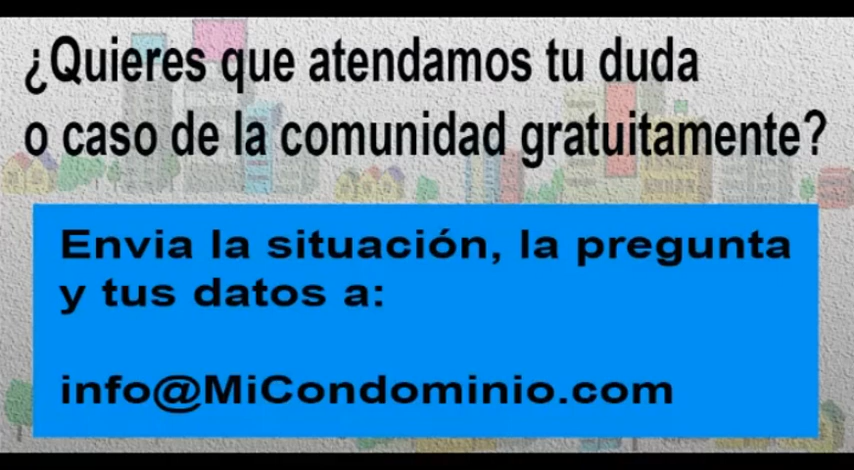 ¿Quieres que atendamos tu duda
o caso de la comunidad gratuitamente?
Envia la situación, la pregunta
y tus datos a:
info@MiCondominio.com